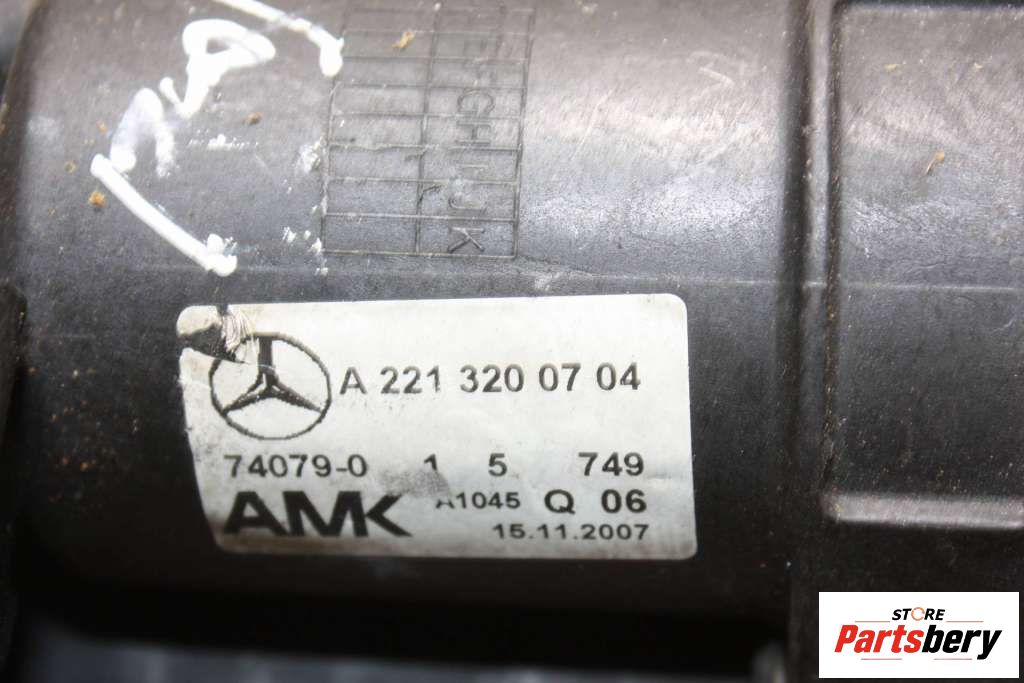 E
F
G
H
I
J
K
A 221 320 07 04
74079-0 1 5 749
AMK A1045 Q 06
15.11.2007
STORE
Partsbery